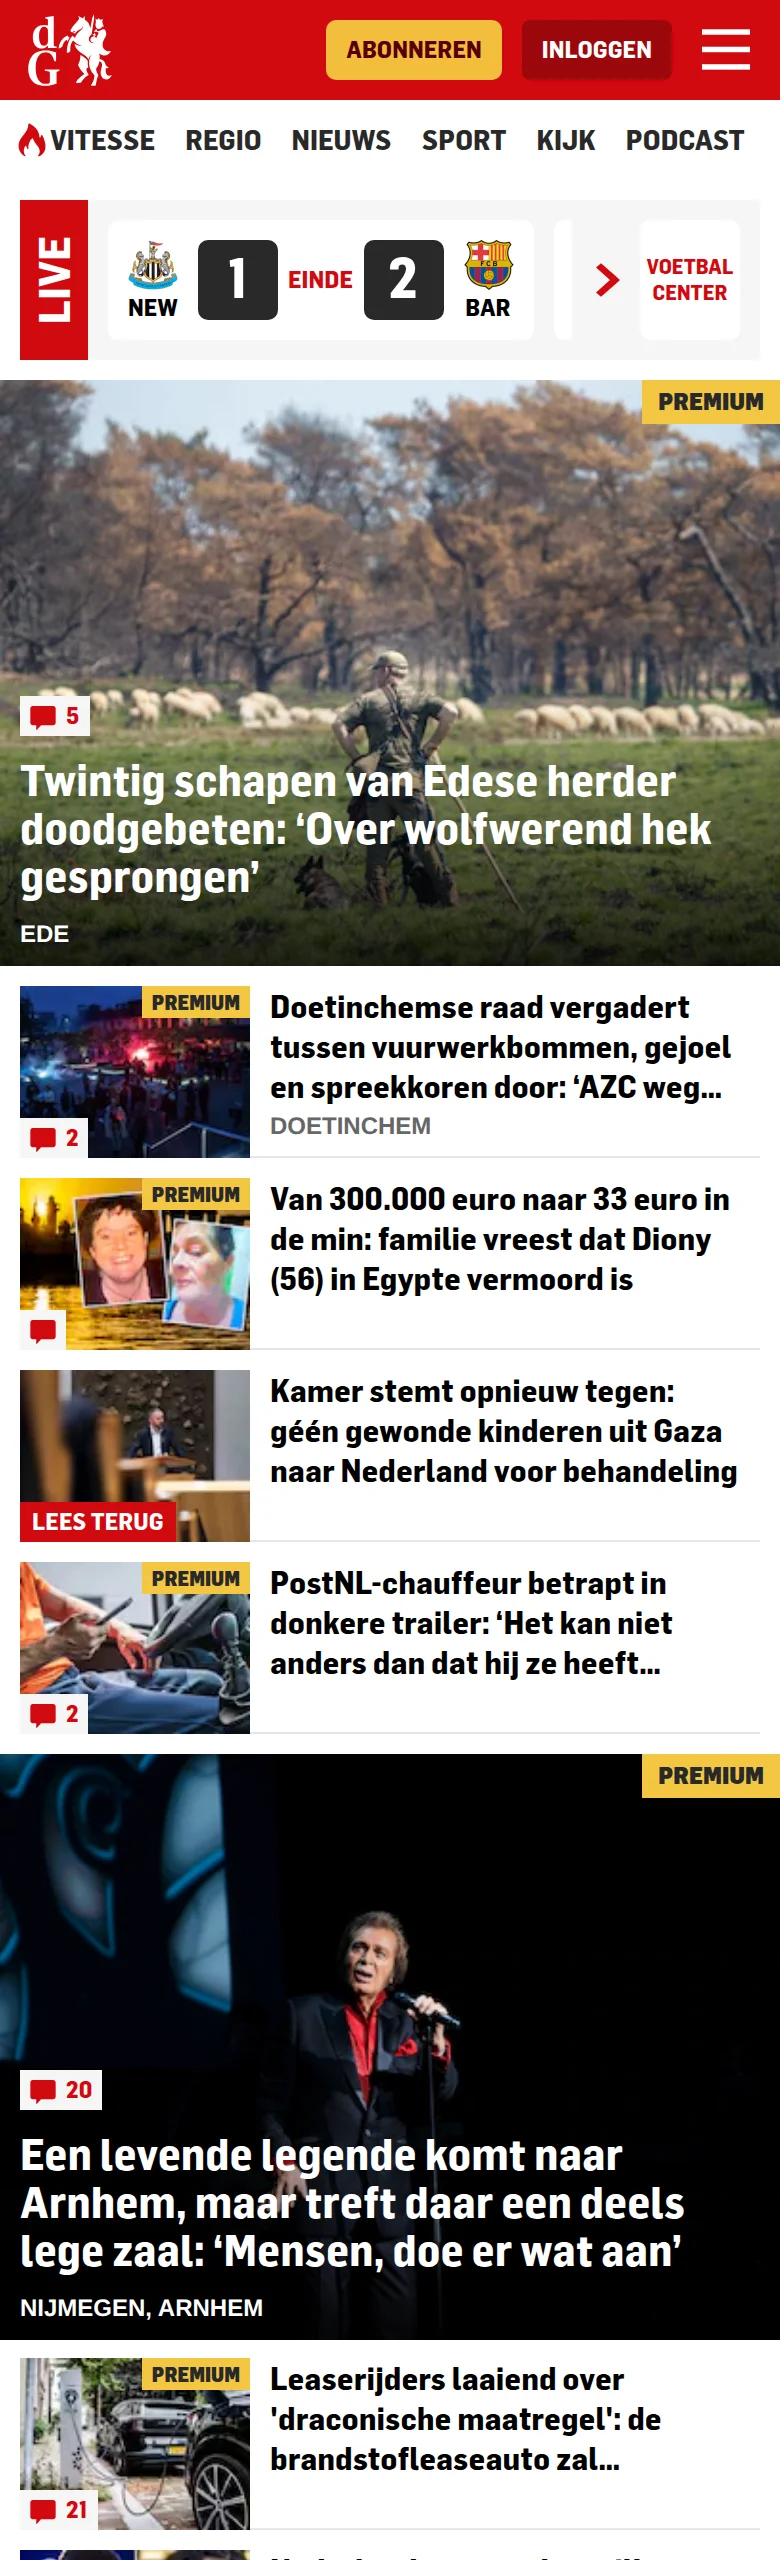 dG
ABONNEREN
INLOGGEN
VITESSE REGIO NIEUWS SPORT KIJK PODCAST
LIVE
NEW
1
EINDE
2
FCB
BAR
VOETBAL
CENTER
PREMIUM
5
Twintig schapen van Edese herder
doodgebeten: ‘Over wolfwerend hek
gesprongen’
EDE
PREMIUM
2
Doetinchemse raad vergadert
tussen vuurwerkbommen, gejoel
en spreekkoren door: ‘AZC weg...
DOETINCHEM
PREMIUM
Van 300.000 euro naar 33 euro in
de min: familie vreest dat Diony
(56) in Egypte vermoord is
LEES TERUG
Kamer stemt opnieuw tegen:
géén gewonde kinderen uit Gaza
naar Nederland voor behandeling
PREMIUM
2
PostNL-chauffeur betrapt in
donkere trailer: ‘Het kan niet
anders dan dat hij ze heeft...
PREMIUM
20
Een levende legende komt naar
Arnhem, maar treft daar een deels
lege zaal: ‘Mensen, doe er wat aan’
NIJMEGEN, ARNHEM
PREMIUM
21
Leaserijders laaiend over
'draconische maatregel': de
brandstofleaseauto zal...